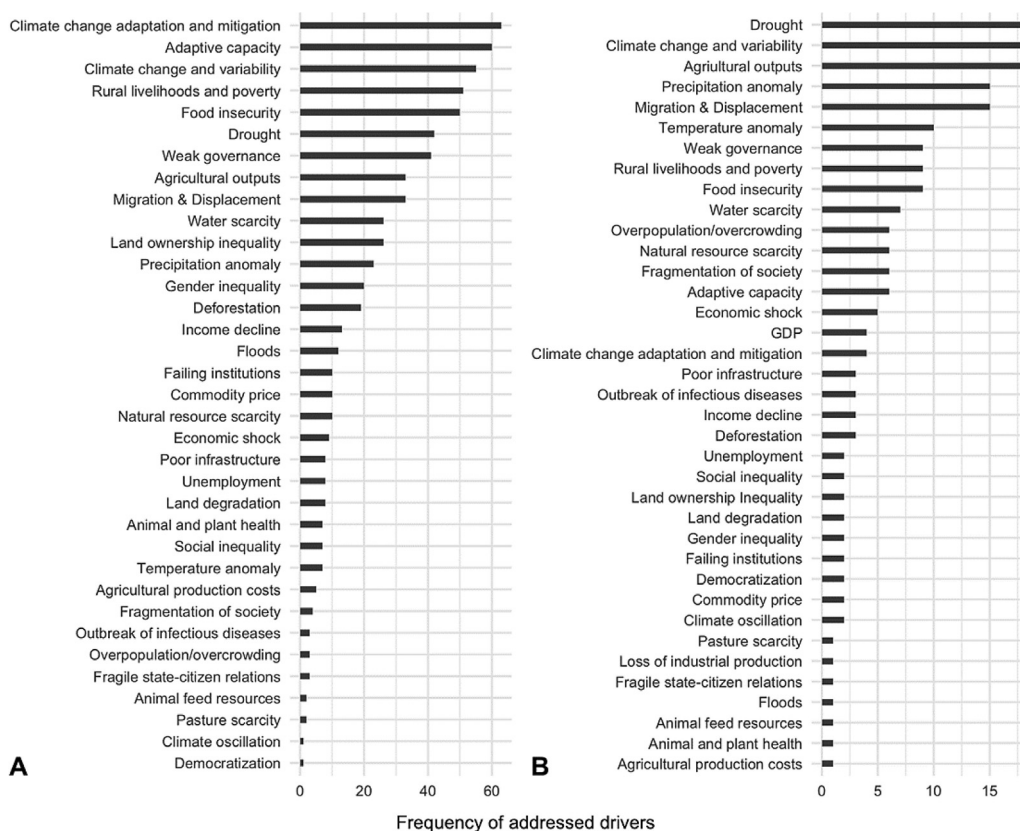 Climate change adaptation and mitigation
Adaptive capacity
Climate change and variability
Rural livelihoods and poverty
Food insecurity
Drought
Weak governance
Agricultural outputs
Migration & Displacement
Water scarcity
Land ownership inequality
Precipitation anomaly
Gender inequality
Deforestation
Income decline
Floods
Failing institutions
Commodity price
Natural resource scarcity
Economic shock
Poor infrastructure
Unemployment
Land degradation
Animal and plant health
Social inequality
Temperature anomaly
Agricultural production costs
Fragmentation of society
Outbreak of infectious diseases
Overpopulation/overcrowding
Fragile state-citizen relations
Animal feed resources
Pasture scarcity
Climate oscillation
Democratization
A
0 20 40 60
Drought
Climate change and variability
Agriultural outputs
Precipitation anomaly
Migration & Displacement
Temperature anomaly
Weak governance
Rural livelihoods and poverty
Food insecurity
Water scarcity
Overpopulation/overcrowding
Natural resource scarcity
Fragmentation of society
Adaptive capacity
Economic shock
GDP
Climate change adaptation and mitigation
Poor infrastructure
Outbreak of infectious diseases
Income decline
Deforestation
Unemployment
Social inequality
Land ownership Inequality
Land degradation
Gender inequality
Failing institutions
Democratization
Commodity price
Climate oscillation
Pasture scarcity
Loss of industrial production
Fragile state-citizen relations
Floods
Animal feed resources
Animal and plant health
Agricultural production costs
B
0 5 10 15
Frequency of addressed drivers